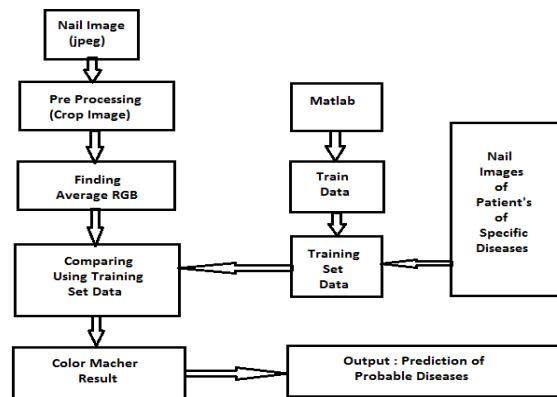 Nail Image
(jpeg)
Pre Processing
(Crop Image)
Finding
Average RGB
Comparing
Using Training
Set Data
Color Macher
Result
Matlab
Train
Data
Training
Set
Data
Nail
Images
of
Patient's
of
Specific
Diseases
Output : Prediction of
Probable Diseases